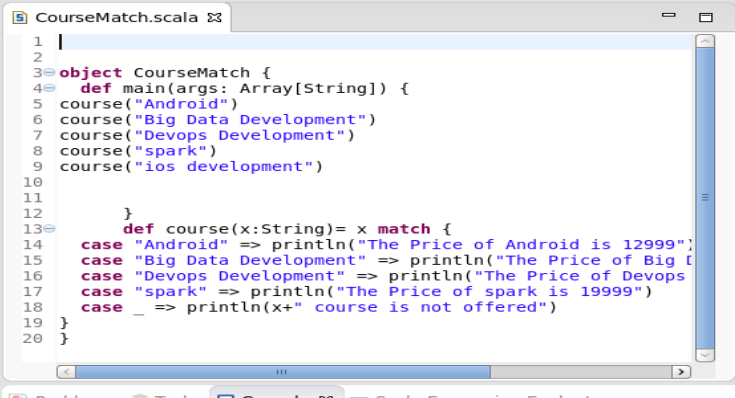 CourseMatch.scala
1
2
3 object CourseMatch {
4 def main(args: Array[String]) {
5 course("Android")
6 course("Big Data Development")
7 course("Devops Development")
8 course("spark")
9 course("ios development")
10
11
12 }
13 def course(x:String)= x match {
14 case "Android" => println("The Price of Android is 12999")
15 case "Big Data Development" => println("The Price of Big
16 case "Devops Development" => println("The Price of Devops
17 case "spark" => println("The Price of spark is 19999")
18 case _ => println(x+" course is not offered")
19 }
20 }